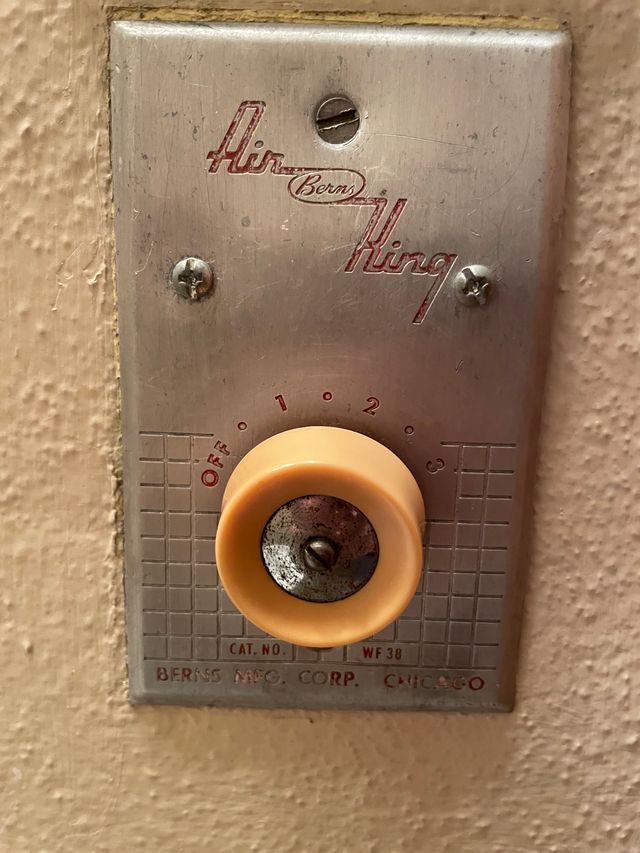 Air
Berns
King
OFF • 1 • 2 • 3
CAT. NO. WF 38
BERNS MFG. CORP. CHICAGO